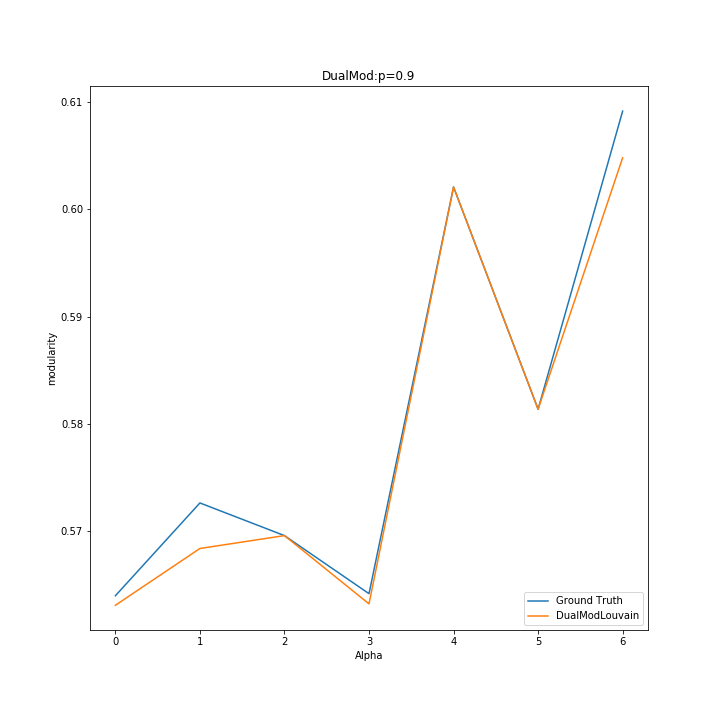 DualMod:p=0.9
0.61
0.60
0.59
0.58
0.57
modularity
0 1 2 3 4 5 6
Alpha
Ground Truth
DualModLouvain